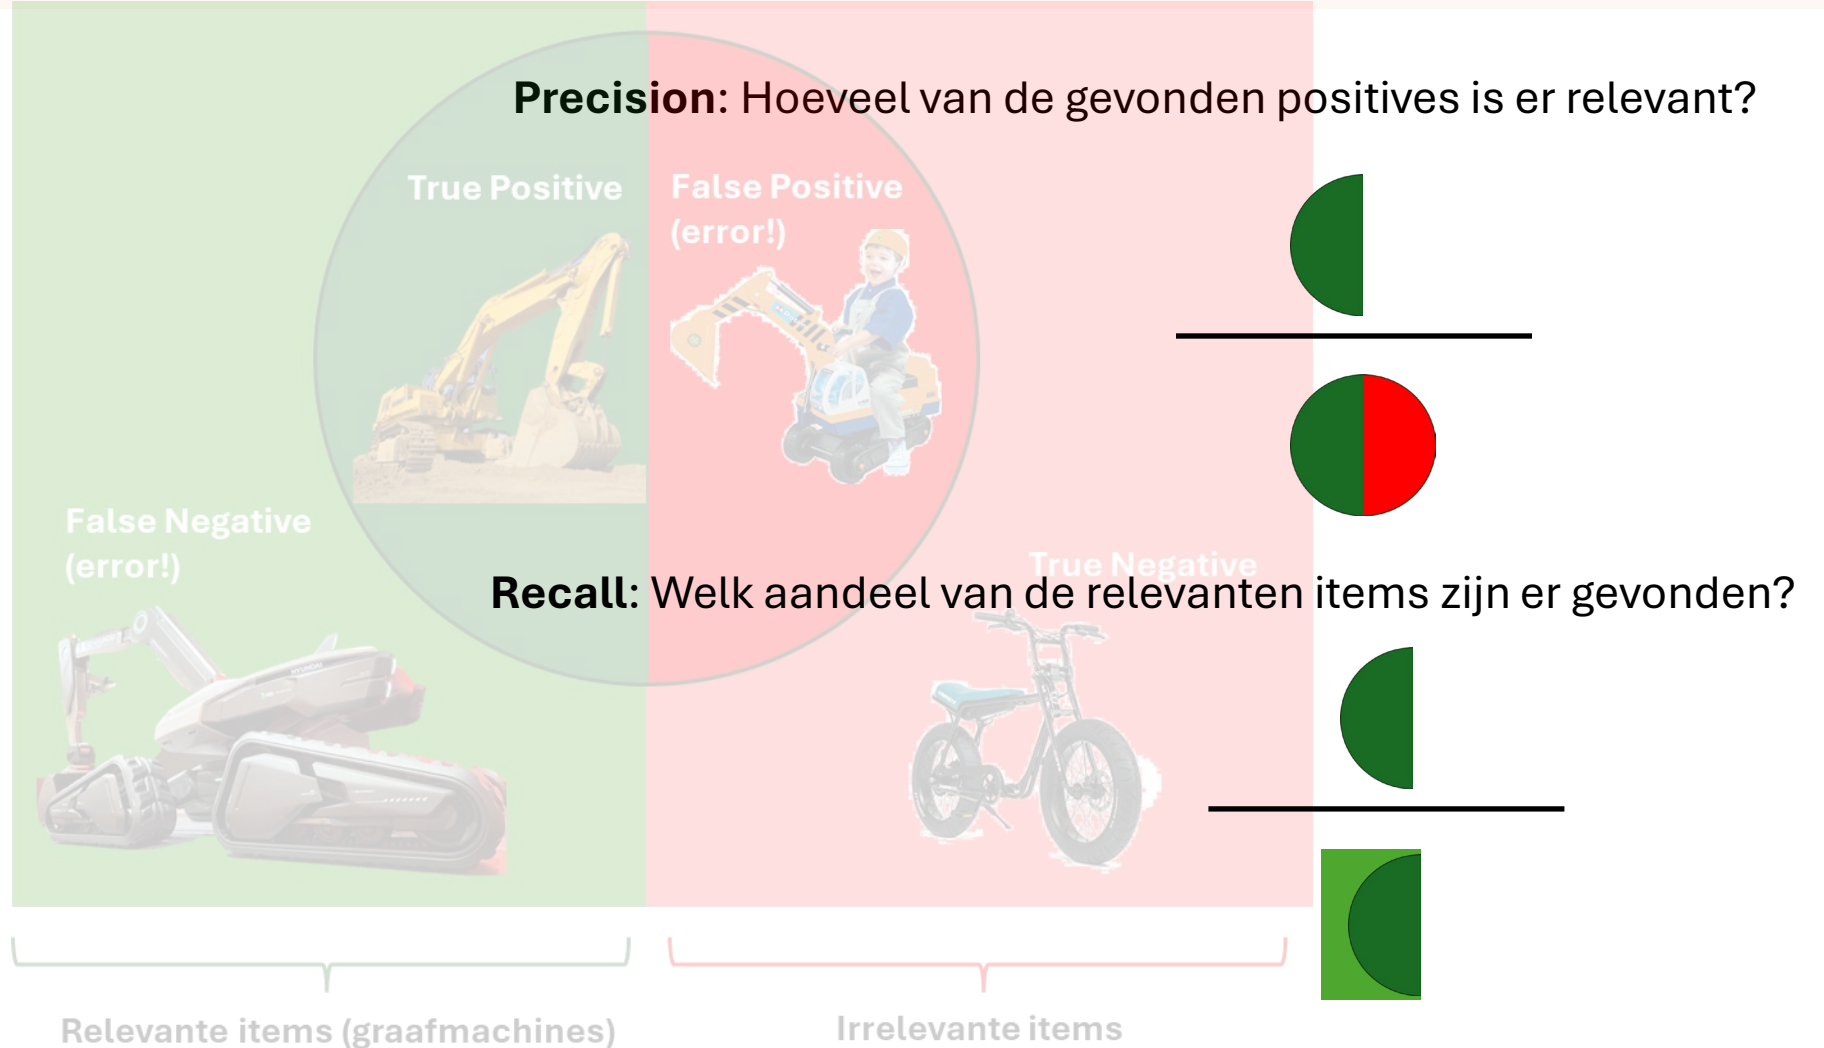 Precision: Hoeveel van de gevonden positives is er relevant?
True Positive
False Positive
(error!)
False Negative
(error!)
True Negative
Recall: Welk aandeel van de relevanten items zijn er gevonden?
HYUNDAI
Relevante items (graafmachines)
Irrelevante items